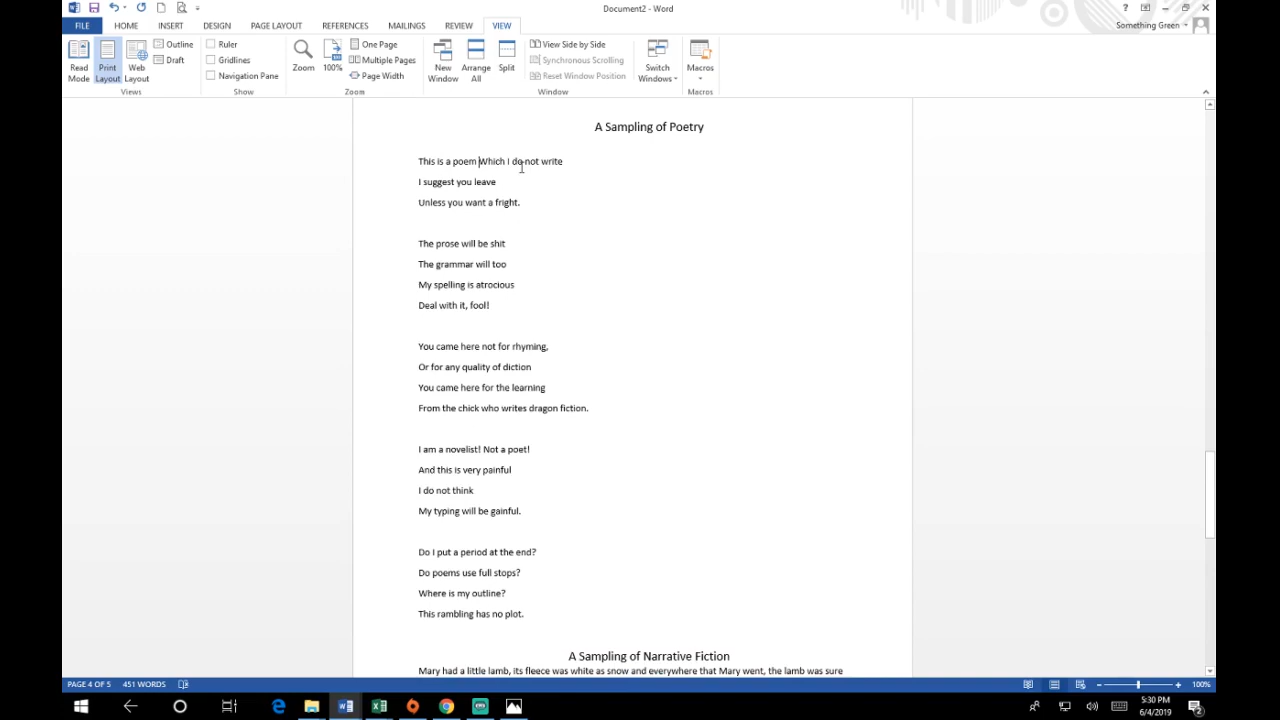 Document2 - Word
FILE HOME INSERT DESIGN PAGE LAYOUT REFERENCES MAILINGS REVIEW VIEW Something Green
Read Mode
Print Layout
Web Layout
Outline
Draft
Views
Ruler
Gridlines
Navigation Pane
Show
Zoom
100%
One Page
Multiple Pages
Page Width
Zoom
New Window
Arrange All
Split
View Side by Side
Synchronous Scrolling
Reset Window Position
Switch Windows
Window
Macros
Macros
A Sampling of Poetry
This is a poem Which I do not write
I suggest you leave
Unless you want a fright.
The prose will be shit
The grammar will too
My spelling is atrocious
Deal with it, fool!
You came here not for rhyming,
Or for any quality of diction
You came here for the learning
From the chick who writes dragon fiction.
I am a novelist! Not a poet!
And this is very painful
I do not think
My typing will be gainful.
Do I put a period at the end?
Do poems use full stops?
Where is my outline?
This rambling has no plot.
A Sampling of Narrative Fiction
Mary had a little lamb, its fleece was white as snow and everywhere that Mary went, the lamb was sure
PAGE 4 OF 5 451 WORDS 100%
5:30 PM
6/4/2019